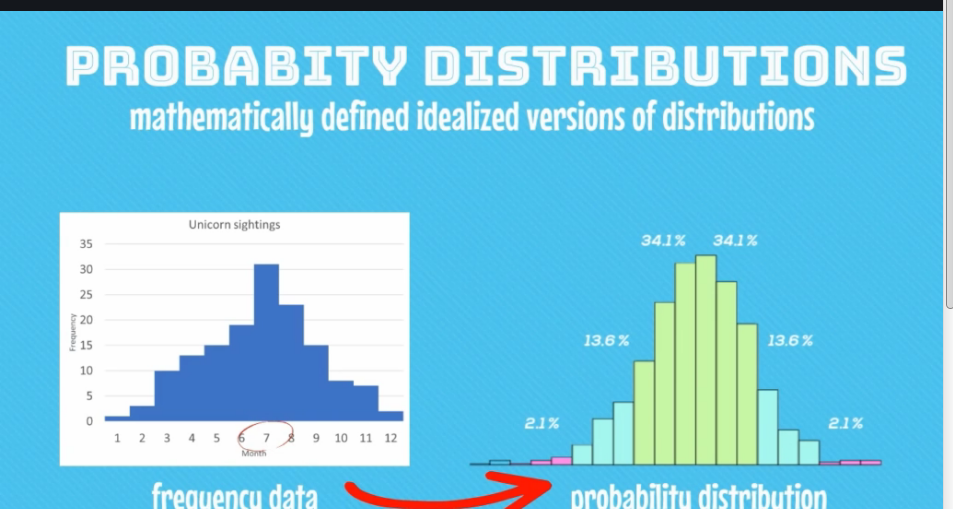 PROBABITY DISTRIBUTIONS
mathematically defined idealized versions of distributions
Unicorn sightings
35
30
25
20
15
10
5
0
Frequency
1 2 3 4 5 6 7 8 9 10 11 12
Month
34.1% 34.1%
13.6% 13.6%
2.1% 2.1%
frequency data
probability distribution